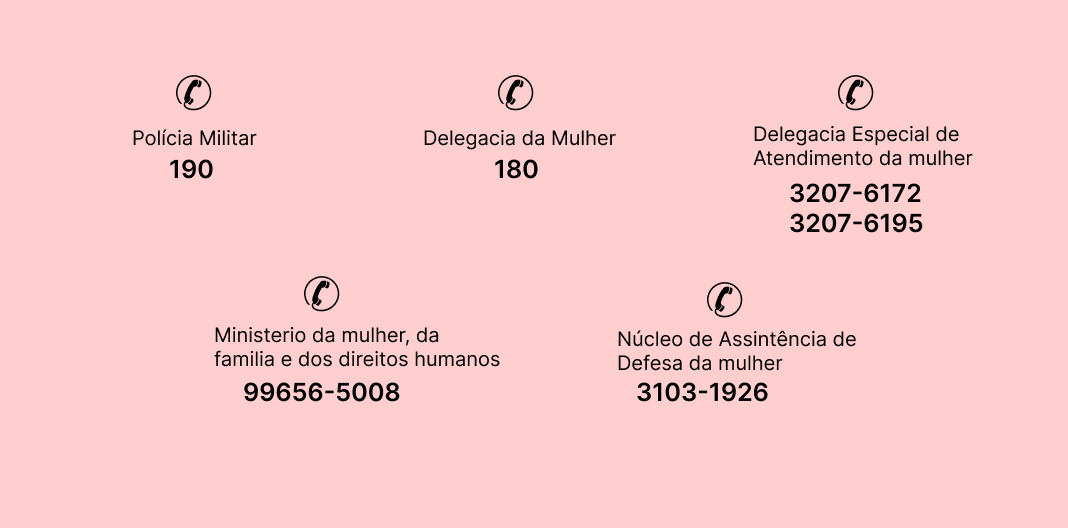 Polícia Militar
190
Delegacia da Mulher
180
Delegacia Especial de
Atendimento da mulher
3207-6172
3207-6195
Ministerio da mulher, da
familia e dos direitos humanos
99656-5008
Núcleo de Assintência de
Defesa da mulher
3103-1926